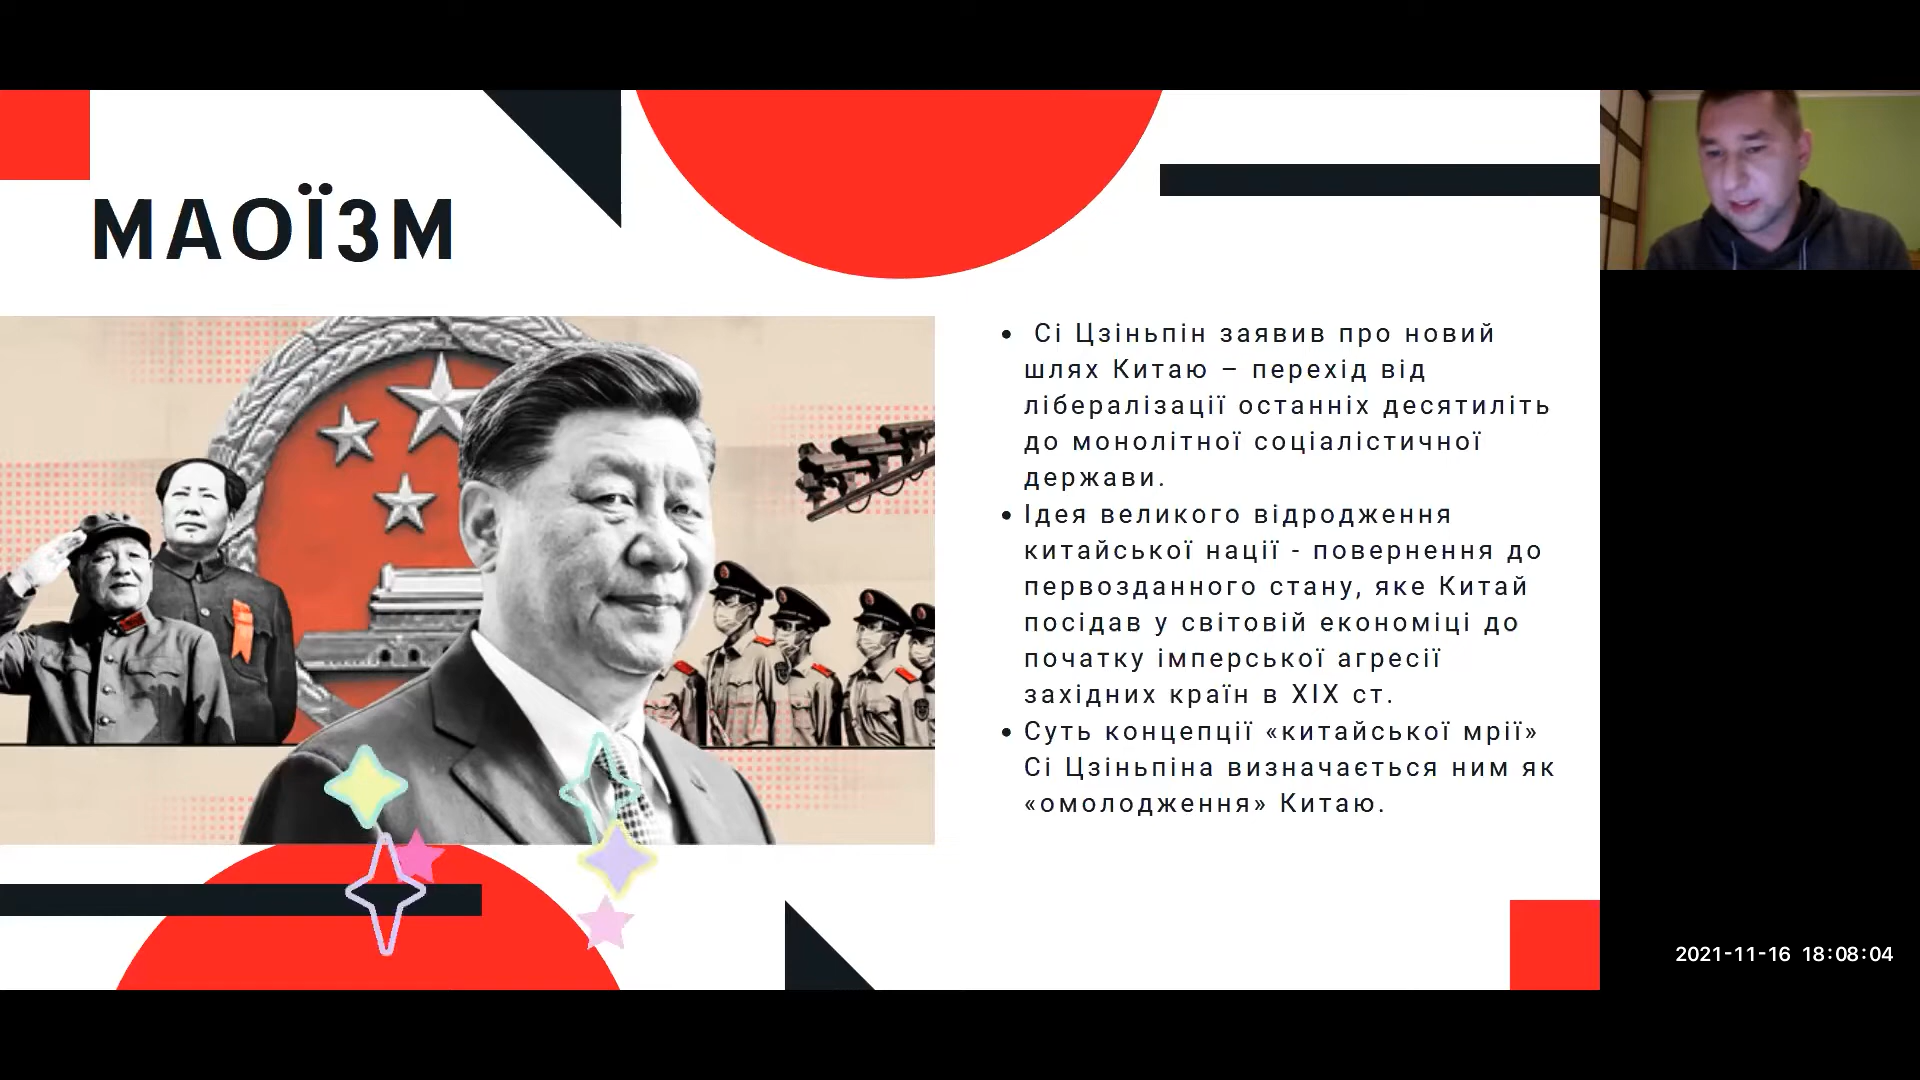 МАОЇЗМ
• Сі Цзіньпін заявив про новий
шлях Китаю – перехід від
лібералізації останніх десятиліть
до монолітної соціалістичної
держави.
• Ідея великого відродження
китайської нації - повернення до
первозданного стану, яке Китай
посідав у світовій економіці до
початку імперської агресії
західних країн в XIX ст.
• Суть концепції «китайської мрії»
Сі Цзіньпіна визначається ним як
«омолодження» Китаю.
2021-11-16 18:08:04